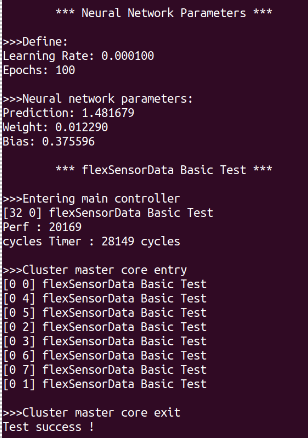 *** Neural Network Parameters ***
>>>Define:
Learning Rate: 0.000100
Epochs: 100
>>>Neural network parameters:
Prediction: 1.481679
Weight: 0.012290
Bias: 0.375596
*** flexSensorData Basic Test ***
>>>Entering main controller
[32 0] flexSensorData Basic Test
Perf : 20169
cycles Timer : 28149 cycles
>>>Cluster master core entry
[0 0] flexSensorData Basic Test
[0 4] flexSensorData Basic Test
[0 5] flexSensorData Basic Test
[0 2] flexSensorData Basic Test
[0 3] flexSensorData Basic Test
[0 6] flexSensorData Basic Test
[0 7] flexSensorData Basic Test
[0 1] flexSensorData Basic Test
>>>Cluster master core exit
Test success !